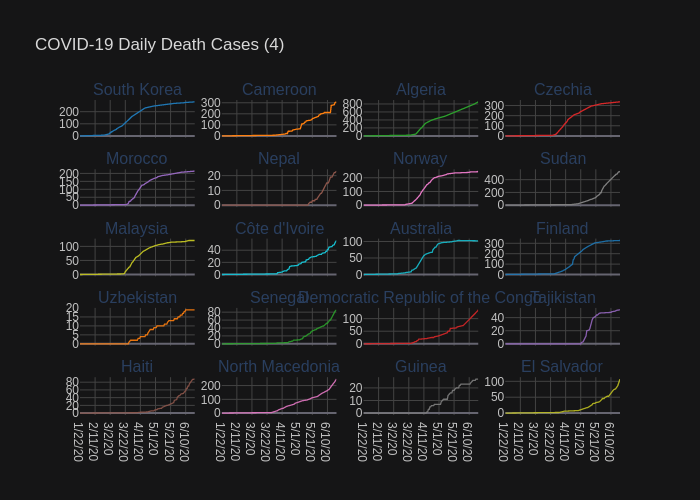 COVID-19 Daily Death Cases (4)
South Korea Cameroon Algeria Czechia
200 100 0
300 200 100 0
800 600 400 200 0
300 200 100 0
Morocco Nepal Norway Sudan
200 150 100 50 0
20 10 0
200 100 0
400 200 0
Malaysia Côte d'Ivoire Australia Finland
100 50 0
40 20 0
100 50 0
300 200 100 0
Uzbekistan Senegal Democratic Republic of the Congo Tajikistan
20 15 10 5 0
80 60 40 20 0
100 50 0
40 20 0
Haiti North Macedonia Guinea El Salvador
80 60 40 20 0
200 100 0
20 10 0
100 50 0
1/22/20 2/11/20 3/2/20 3/22/20 4/11/20 5/1/20 5/21/20 6/10/20
1/22/20 2/11/20 3/2/20 3/22/20 4/11/20 5/1/20 5/21/20 6/10/20
1/22/20 2/11/20 3/2/20 3/22/20 4/11/20 5/1/20 5/21/20 6/10/20
1/22/20 2/11/20 3/2/20 3/22/20 4/11/20 5/1/20 5/21/20 6/10/20